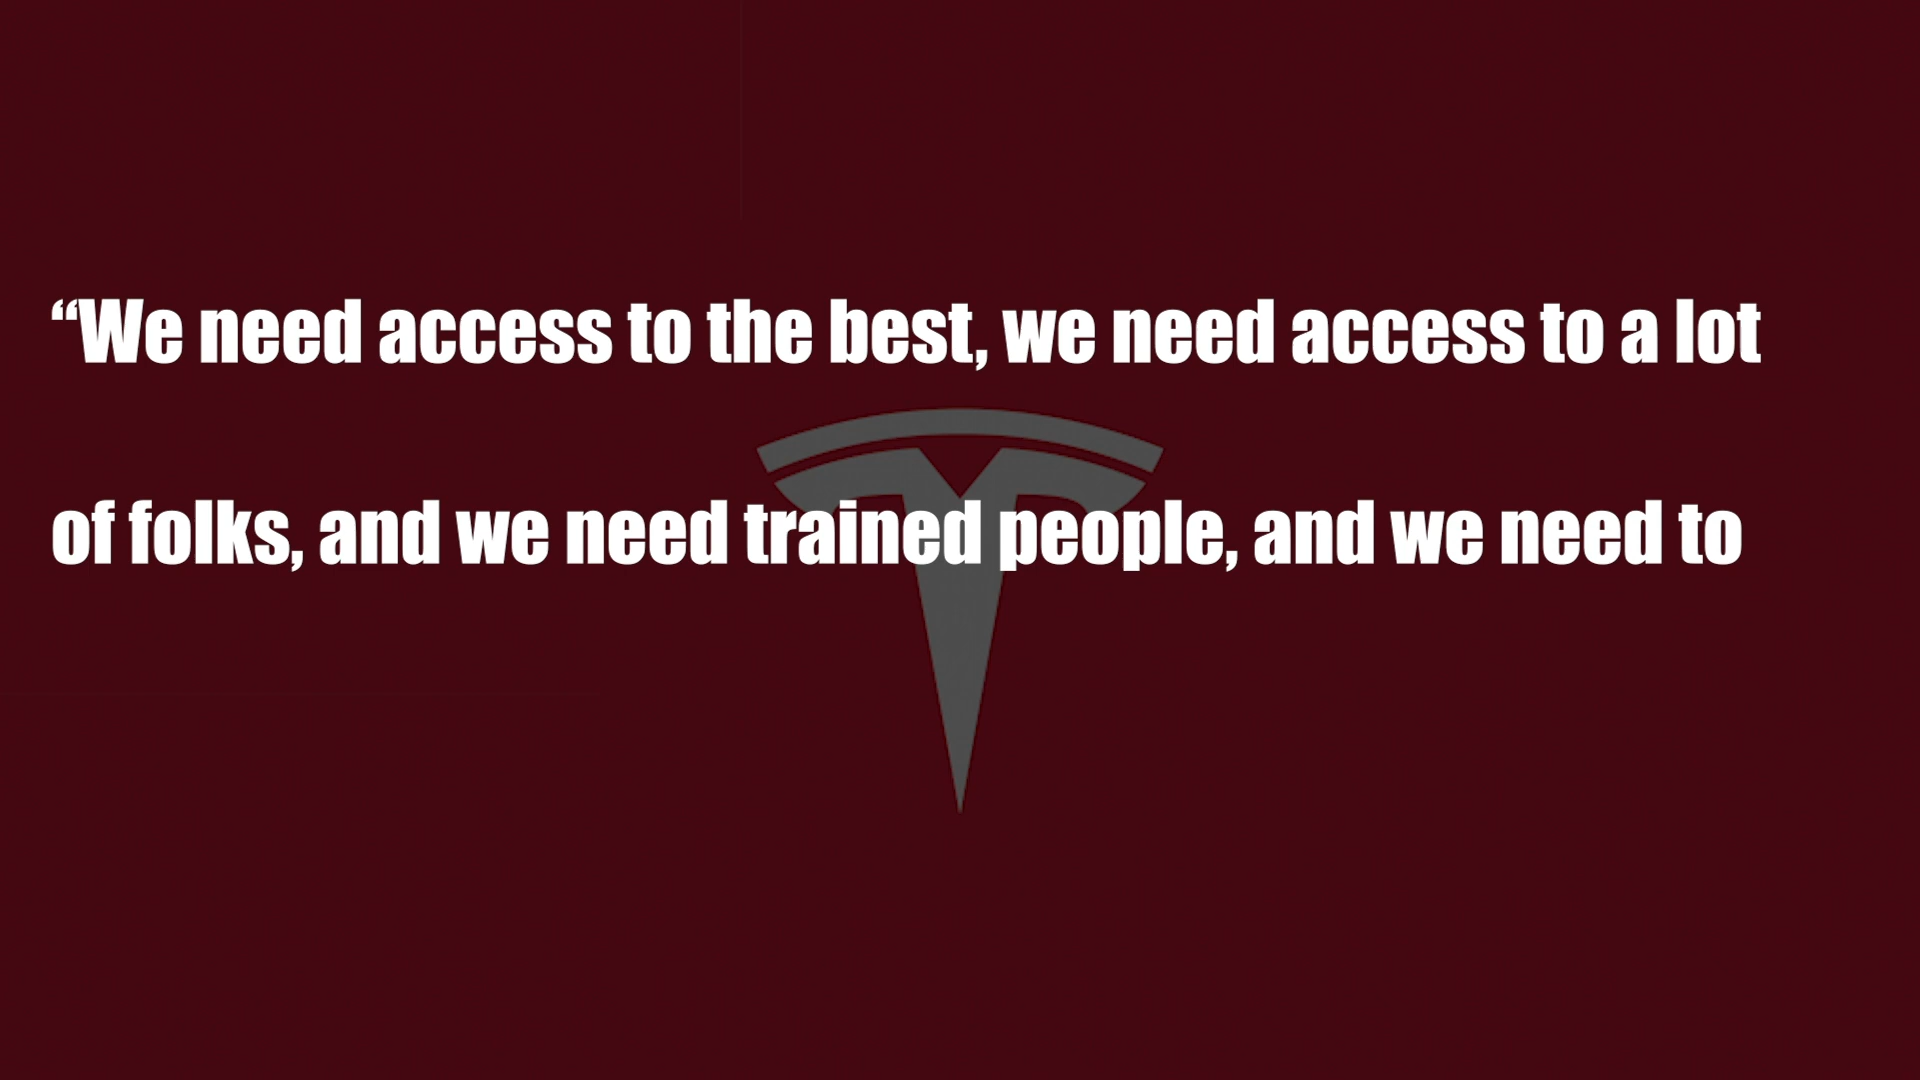 “We need access to the best, we need access to a lot
of folks, and we need trained people, and we need to